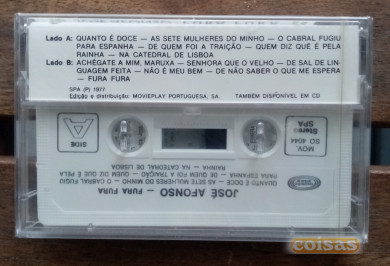 Lado A: QUANTO É DOCE — AS SETE MULHERES DO MINHO — O CABRAL FUGIU
PARA ESPANHA — DE QUEM FOI A TRAIÇÃO — QUEM DIZ QUE É PELA
RAINHA — NA CATEDRAL DE LISBOA
Lado B: ACHÉGATE A MIM, MARUXA — SENHORA QUE O VELHO — DE SAL DE LIN-
GUAGEM FEITA — NÃO É MEU BEM — DE NÃO SABER O QUE ME ESPERA
— FURA FURA
SPA (P) 1977
Edição e distribuição: MOVIEPLAY PORTUGUESA, SA. TAMBÉM DISPONÍVEL EM CD
JOSÉ AFONSO — FURA FURA
QUANTO É DOCE — AS SETE MULHERES DO MINHO — O CABRAL FUGIU
PARA ESPANHA — DE QUEM FOI A TRAIÇÃO — QUEM DIZ QUE É PELA
RAINHA — NA CATEDRAL DE LISBOA
SIDE A
MOV.
SO 4044
Stereo
SPA
coisas